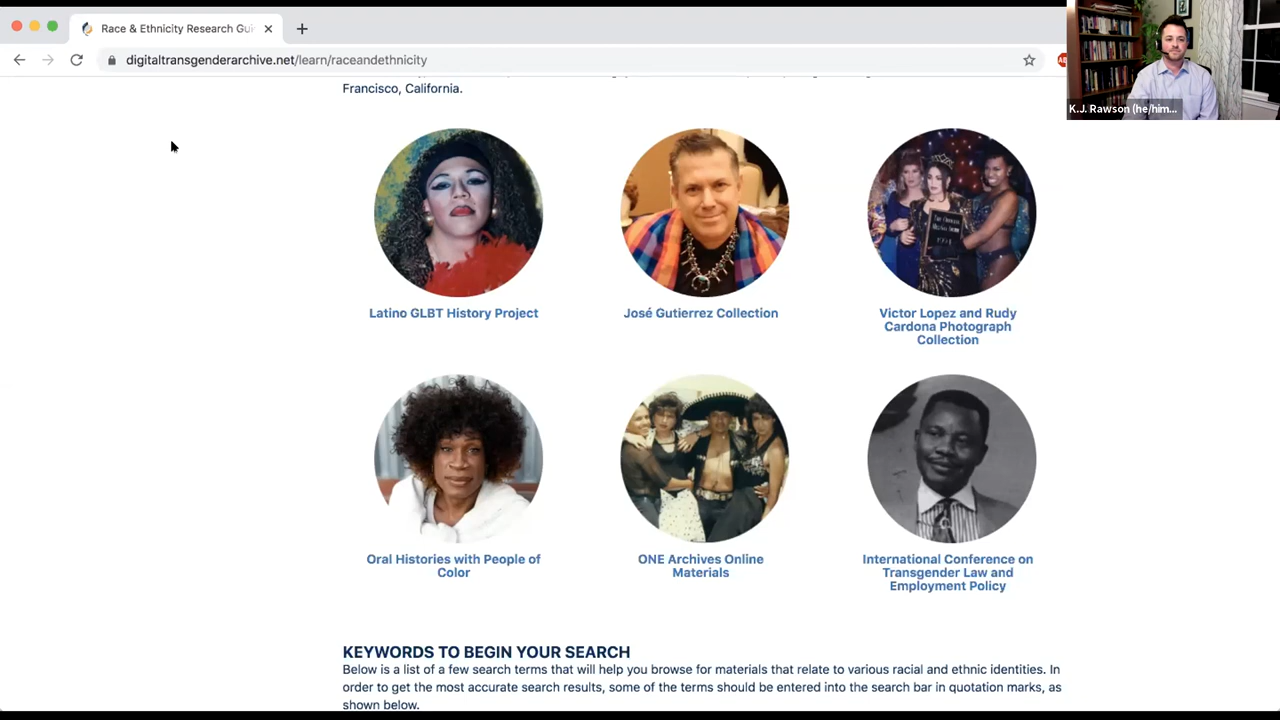 Race & Ethnicity Research Gui
digitaltransgenderarchive.net/learn/raceandethnicity
K.J. Rawson (he/him...
Francisco, California.
Latino GLBT History Project
José Gutierrez Collection
Victor Lopez and Rudy
Cardona Photograph
Collection
Oral Histories with People of
Color
ONE Archives Online
Materials
International Conference on
Transgender Law and
Employment Policy
KEYWORDS TO BEGIN YOUR SEARCH
Below is a list of a few search terms that will help you browse for materials that relate to various racial and ethnic identities. In
order to get the most accurate search results, some of the terms should be entered into the search bar in quotation marks, as
shown below.